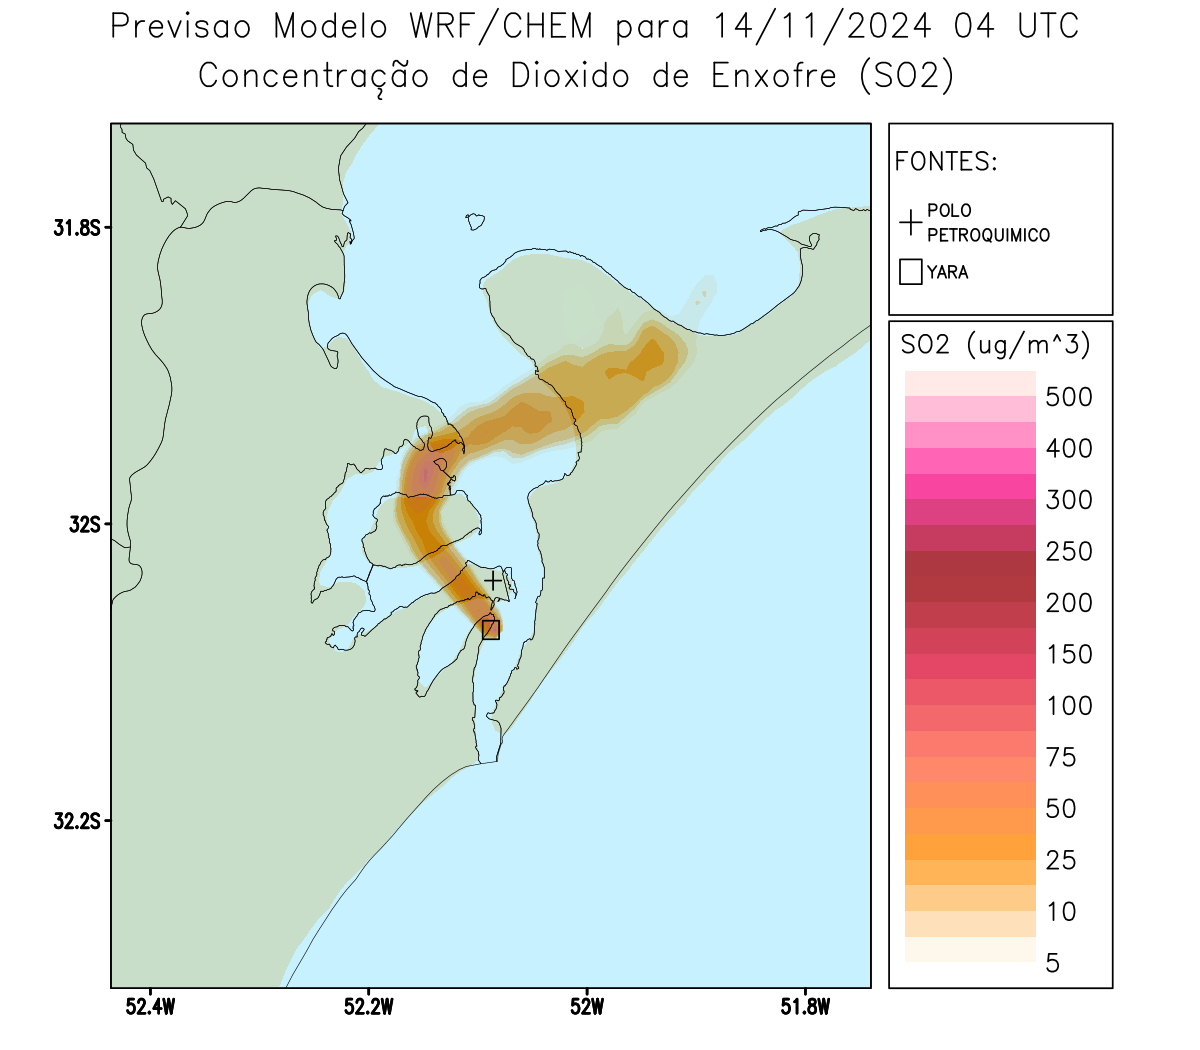 Previsao Modelo WRF/CHEM para 14/11/2024 04 UTC
Concentração de Dioxido de Enxofre (SO2)
FONTES:
POLO
PETROQUIMICO
YARA
31.8S
32S
32.2S
52.4W
52.2W
52W
51.8W
SO2 (ug/m^3)
500
400
300
250
200
150
100
75
50
25
10
5